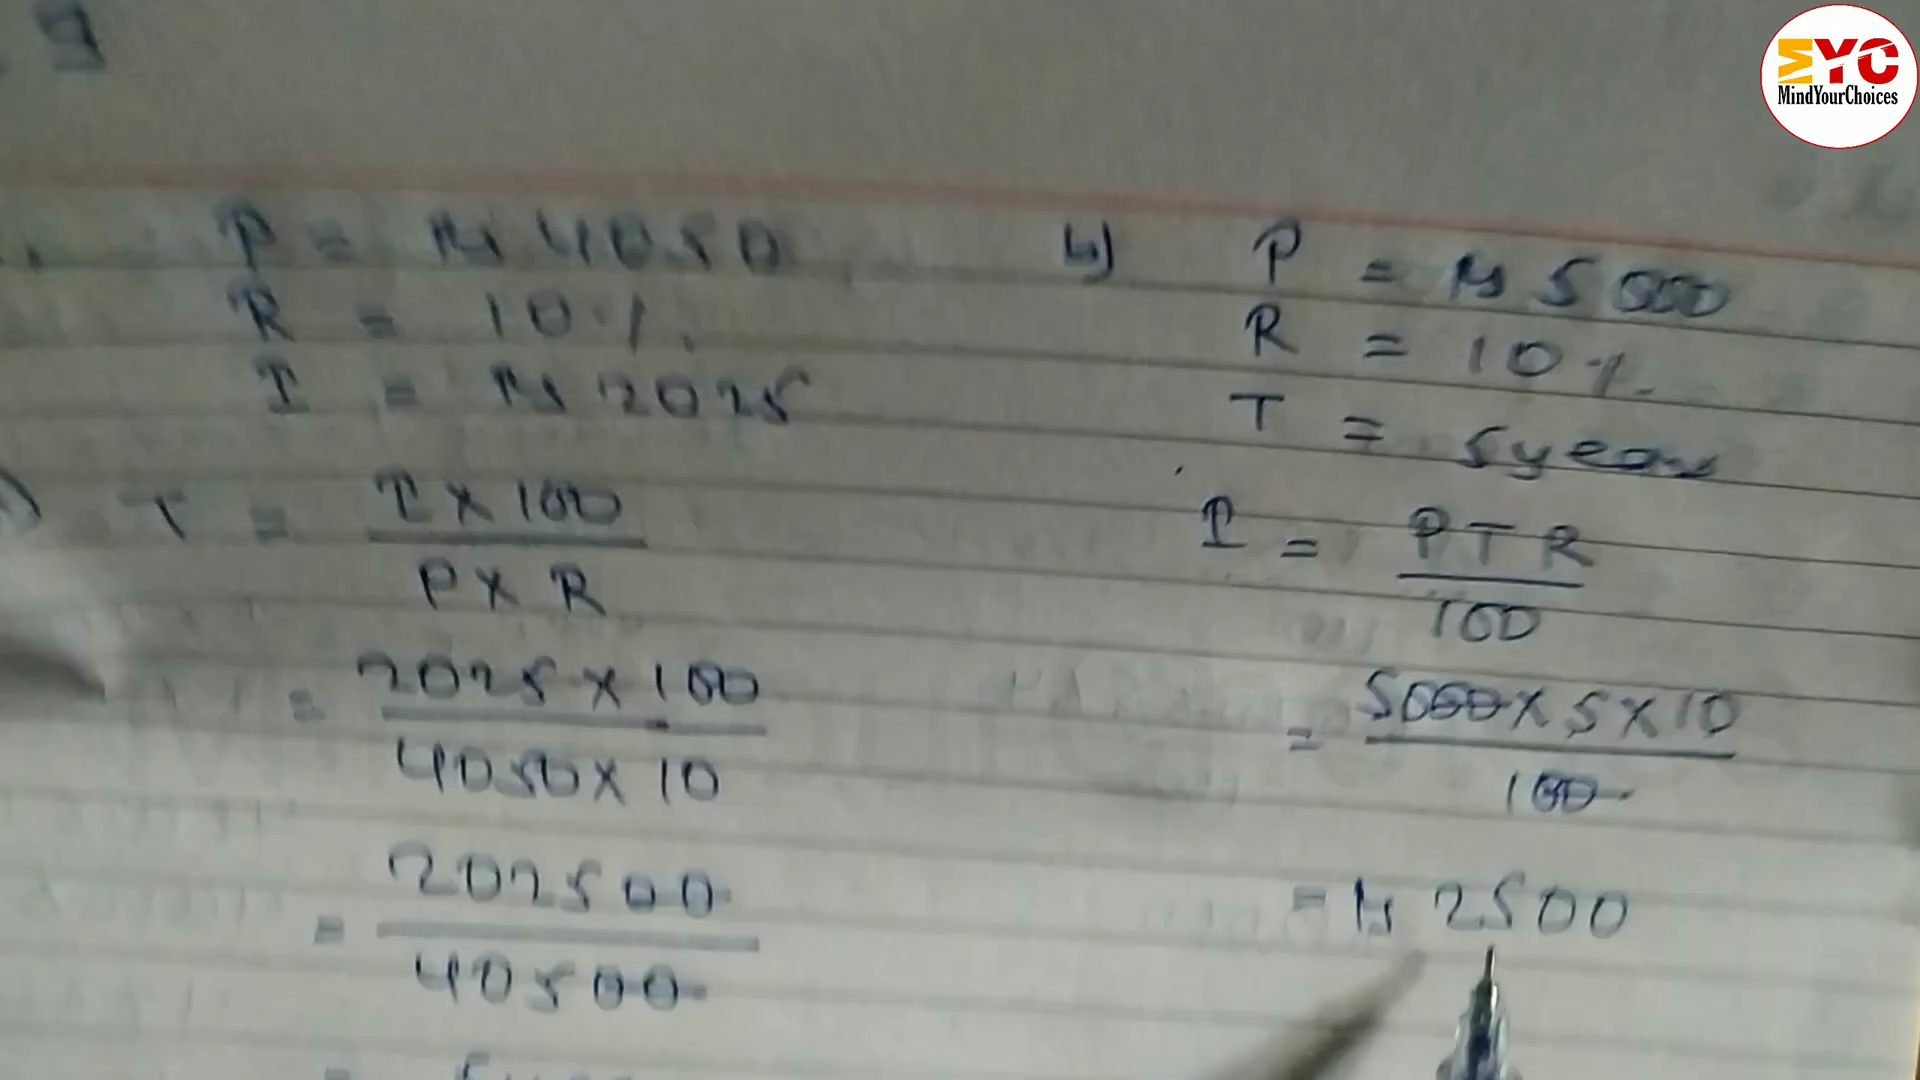 9
P = Rs 4050
R = 10%.
I = Rs 2025
T = I X 100
P X R
= 2025 X 100
4050 X 10
= 202500
40500
=
b) P = Rs 5000
R = 10%.
T = 5 years
I = P T R
100
= 5000 X 5 X 10
100
= Rs 2500
MYC
MindYourChoices